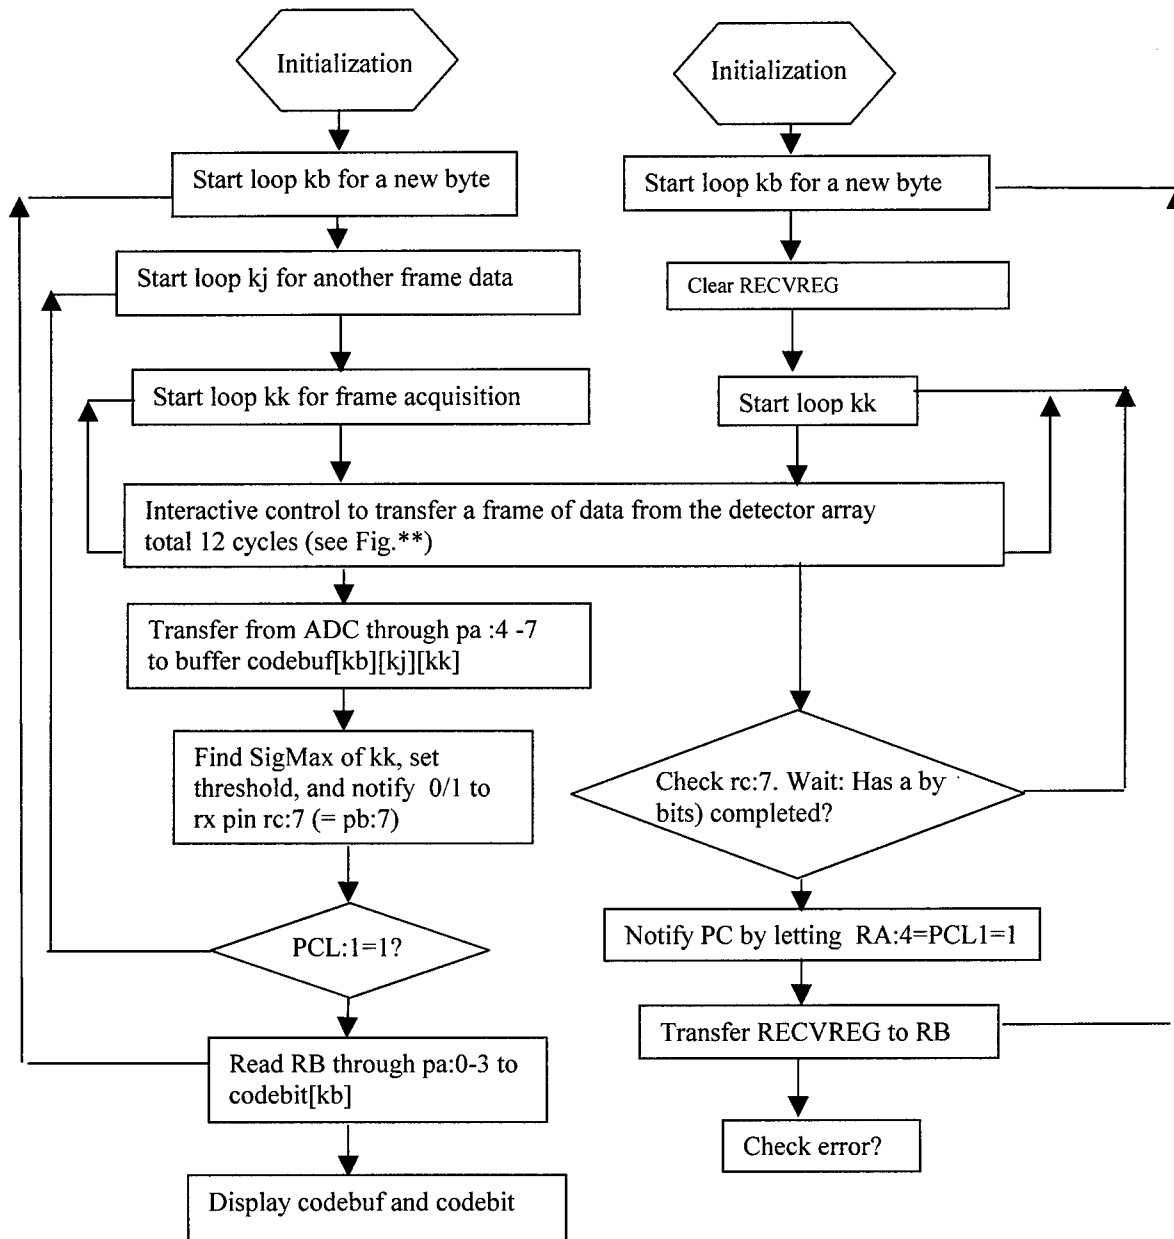 Initialization
Start loop kb for a new byte
Start loop kj for another frame data
Start loop kk for frame acquisition
Initialization
Start loop kb for a new byte
Clear RECVREG
Start loop kk
Interactive control to transfer a frame of data from the detector array
total 12 cycles (see Fig.**)
Transfer from ADC through pa :4 -7
to buffer codebuf[kb][kj][kk]
Find SigMax of kk, set
threshold, and notify 0/1 to
rx pin rc:7 (= pb:7)
PCL:1=1?
Read RB through pa:0-3 to
codebit[kb]
Display codebuf and codebit
Check rc:7. Wait: Has a by
bits) completed?
Notify PC by letting RA:4=PCL1=1
Transfer RECVREG to RB
Check error?